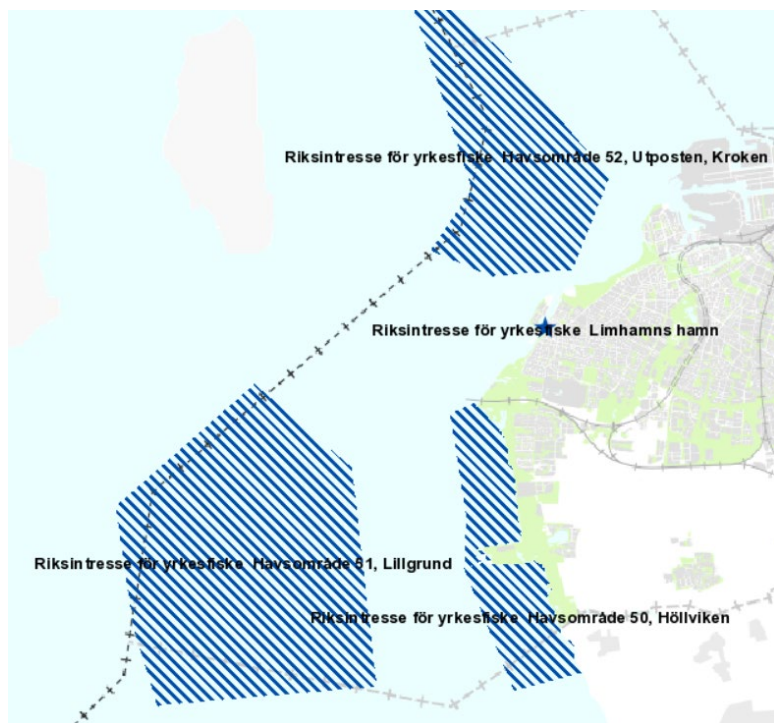 Riksintresse för yrkesfiske Havsområde 52, Utposten, Kroken
Riksintresse för yrkesfiske Limhamns hamn
Riksintresse för yrkesfiske Havsområde 51, Lillgrund
Riksintresse för yrkesfiske Havsområde 50, Höllviken